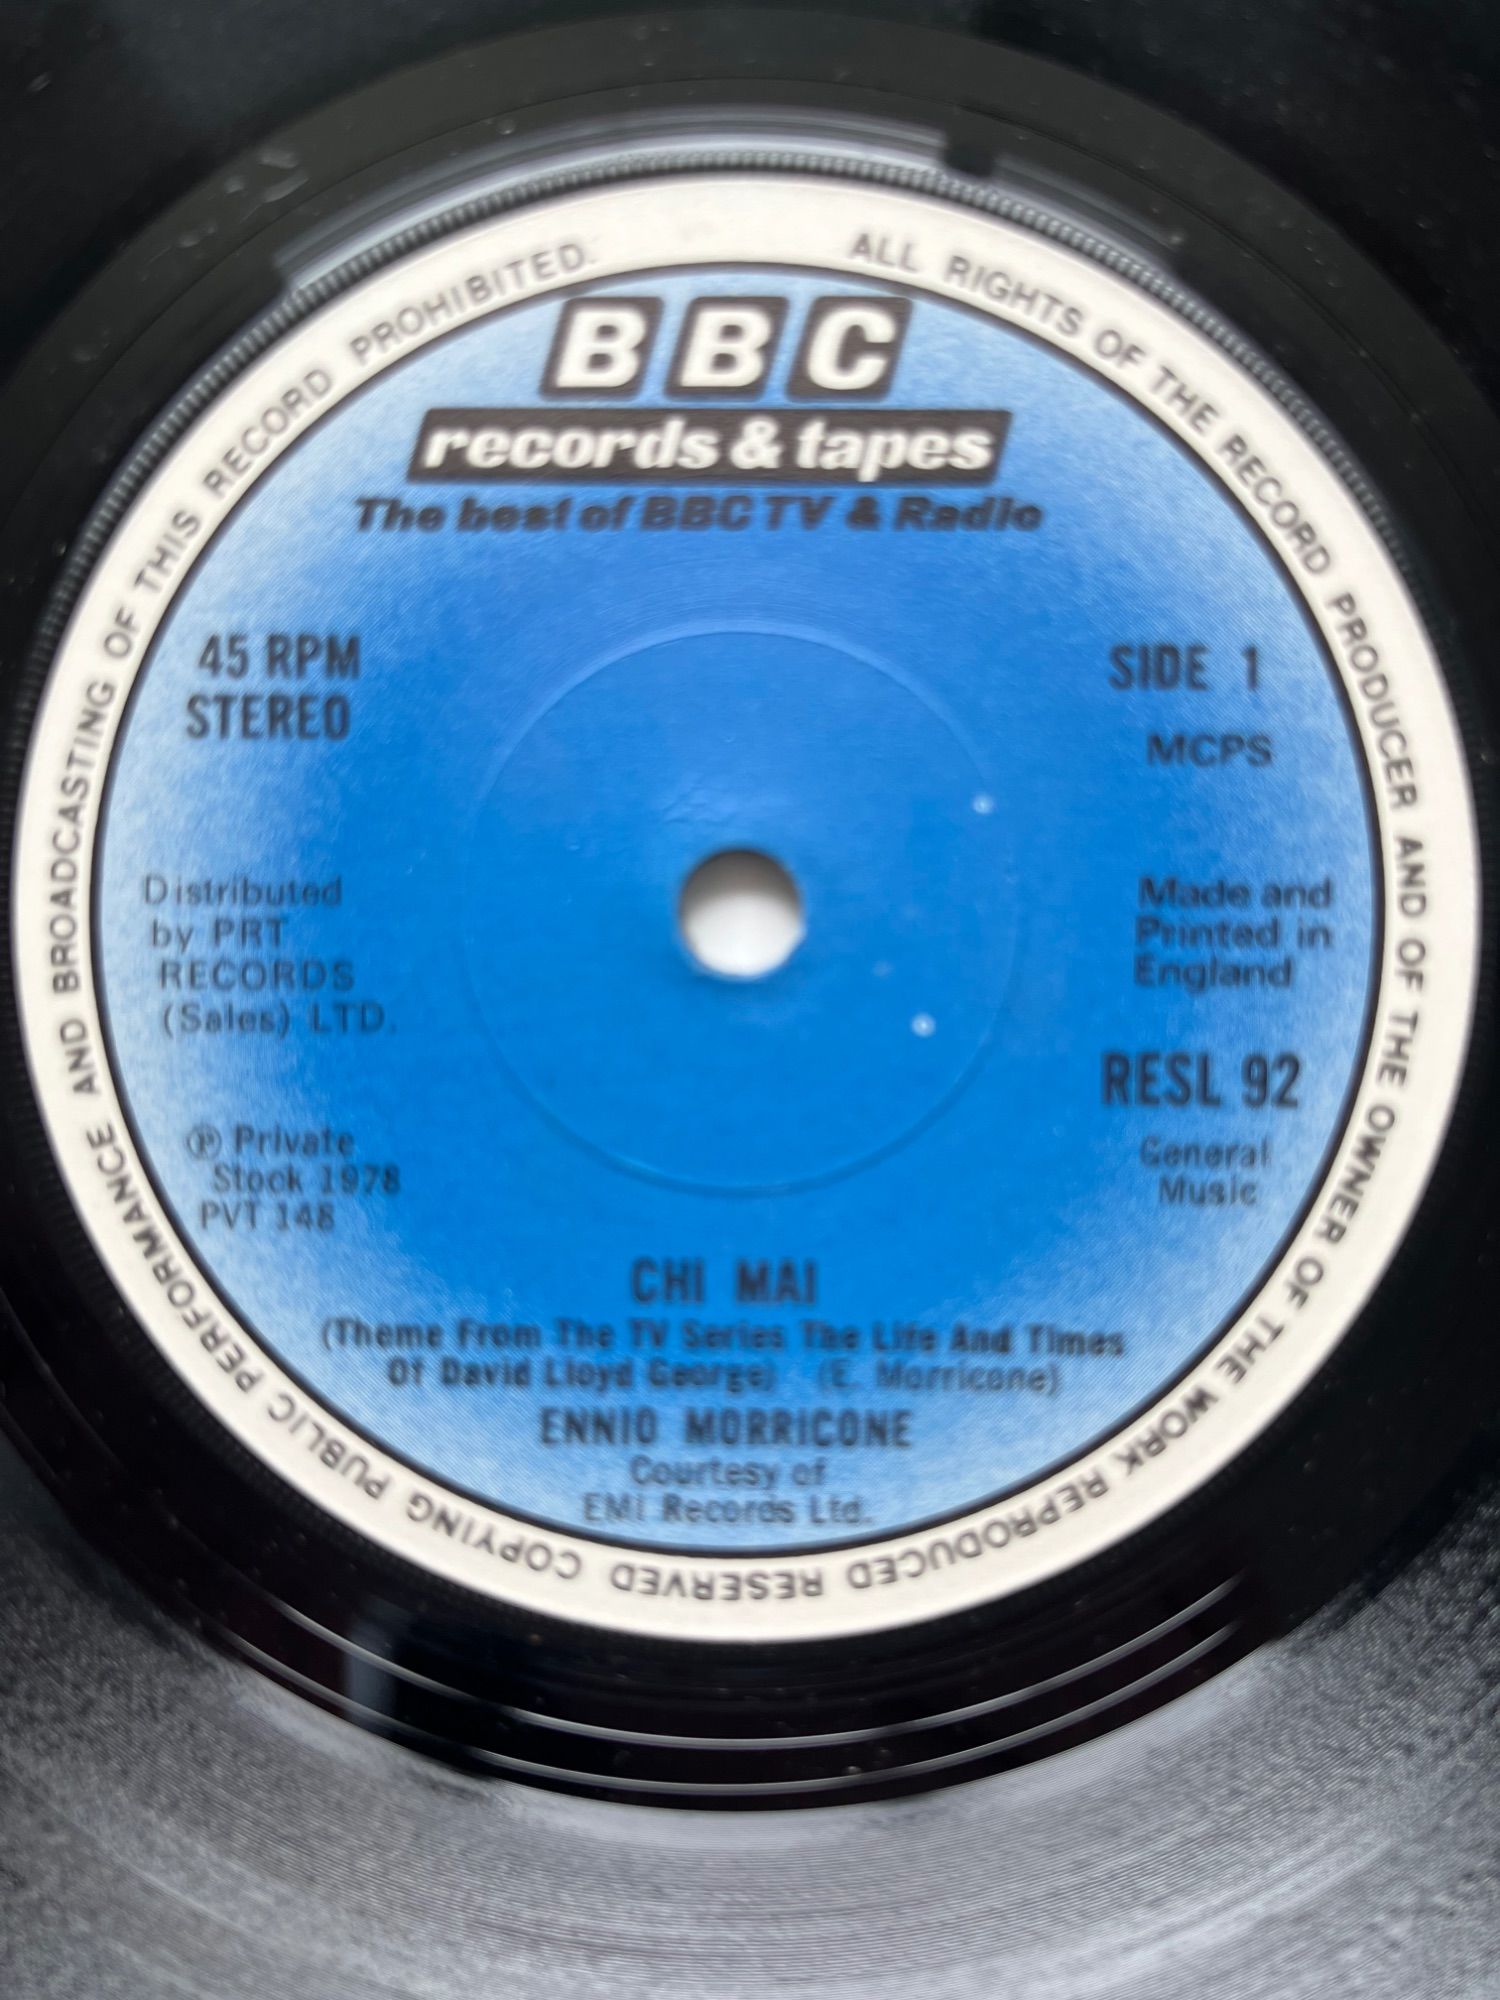 BBC
records & tapes
The best of BBC TV & Radio
45 RPM
STEREO
SIDE 1
MCPS
Distributed
by PRT
RECORDS
(Sales) LTD.
Made and
Printed in
England
RESL 92
General
Music
℗ Private
Stock 1978
PVT 148
CHI MAI
(Theme From The TV Series The Life And Times
Of David Lloyd George) (E. Morricone)
ENNIO MORRICONE
Courtesy of
EMI Records Ltd.
ALL RIGHTS OF THE RECORD PRODUCER AND OF THE OWNER OF THE WORK REPRODUCED RESERVED COPYING PUBLIC PERFORMANCE AND BROADCASTING OF THIS RECORD PROHIBITED.